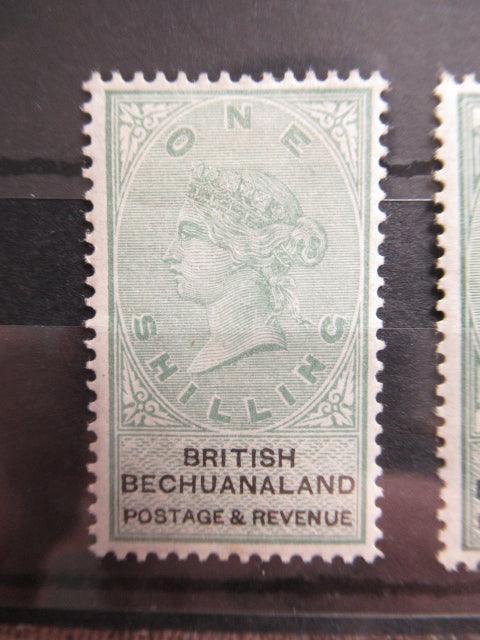 ONE
SHILLING
BRITISH
BECHUANALAND
POSTAGE & REVENUE